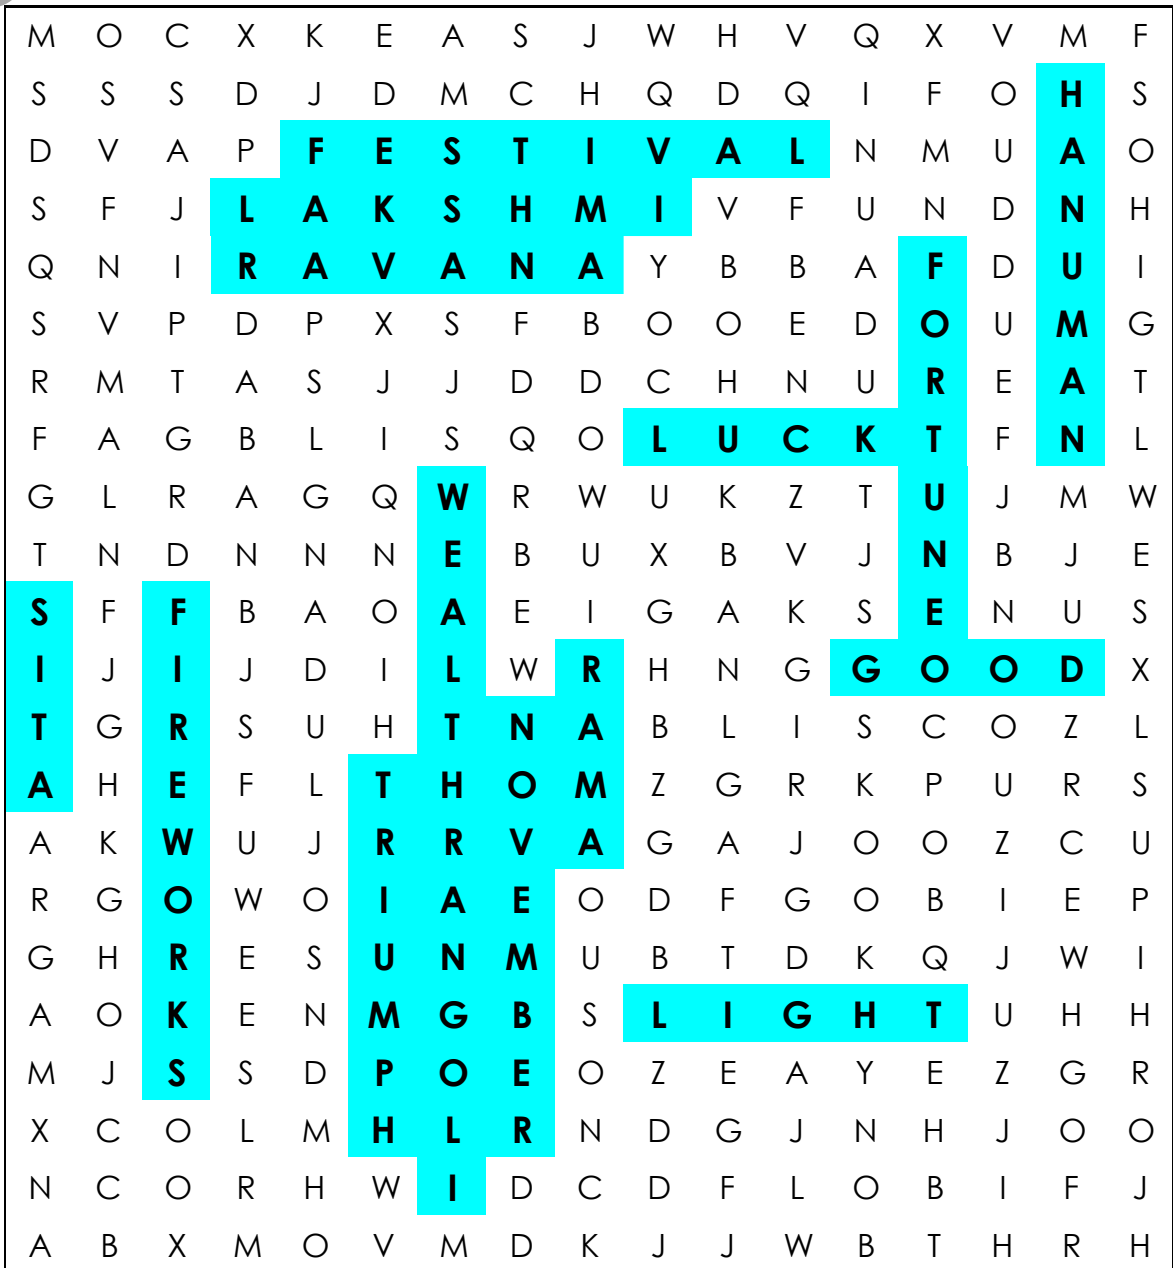 M O C X K E A S J W H V Q X V M F
S S S D J D M C H Q D Q I F O H S
D V A P F E S T I V A L N M U A O
S F J L A K S H M I V F U N D N H
Q N I R A V A N A Y B B A F D U I
S V P D P X S F B O O E D O U M G
R M T A S J J D D C H N U R E A T
F A G B L I S Q O L U C K T F N L
G L R A G Q W R W U K Z T U J M W
T N D N N N E B U X B V J N B J E
S F F B A O A E I G A K S E N U S
I J I J D I L W R H N G G O O D X
T G R S U H T N A B L I S C O Z L
A H E F L T H O M Z G R K P U R S
A K W U J R R V A G A J O O Z C U
R G O W O I A E O D F G O B I E P
G H R E S U N M U B T D K Q J W I
A O K E N M G B S L I G H T U H H
M J S S D P O E O Z E A Y E Z G R
X C O L M H L R N D G J N H J O O
N C O R H W I D C D F L O B I F J
A B X M O V M D K J J W B T H R H